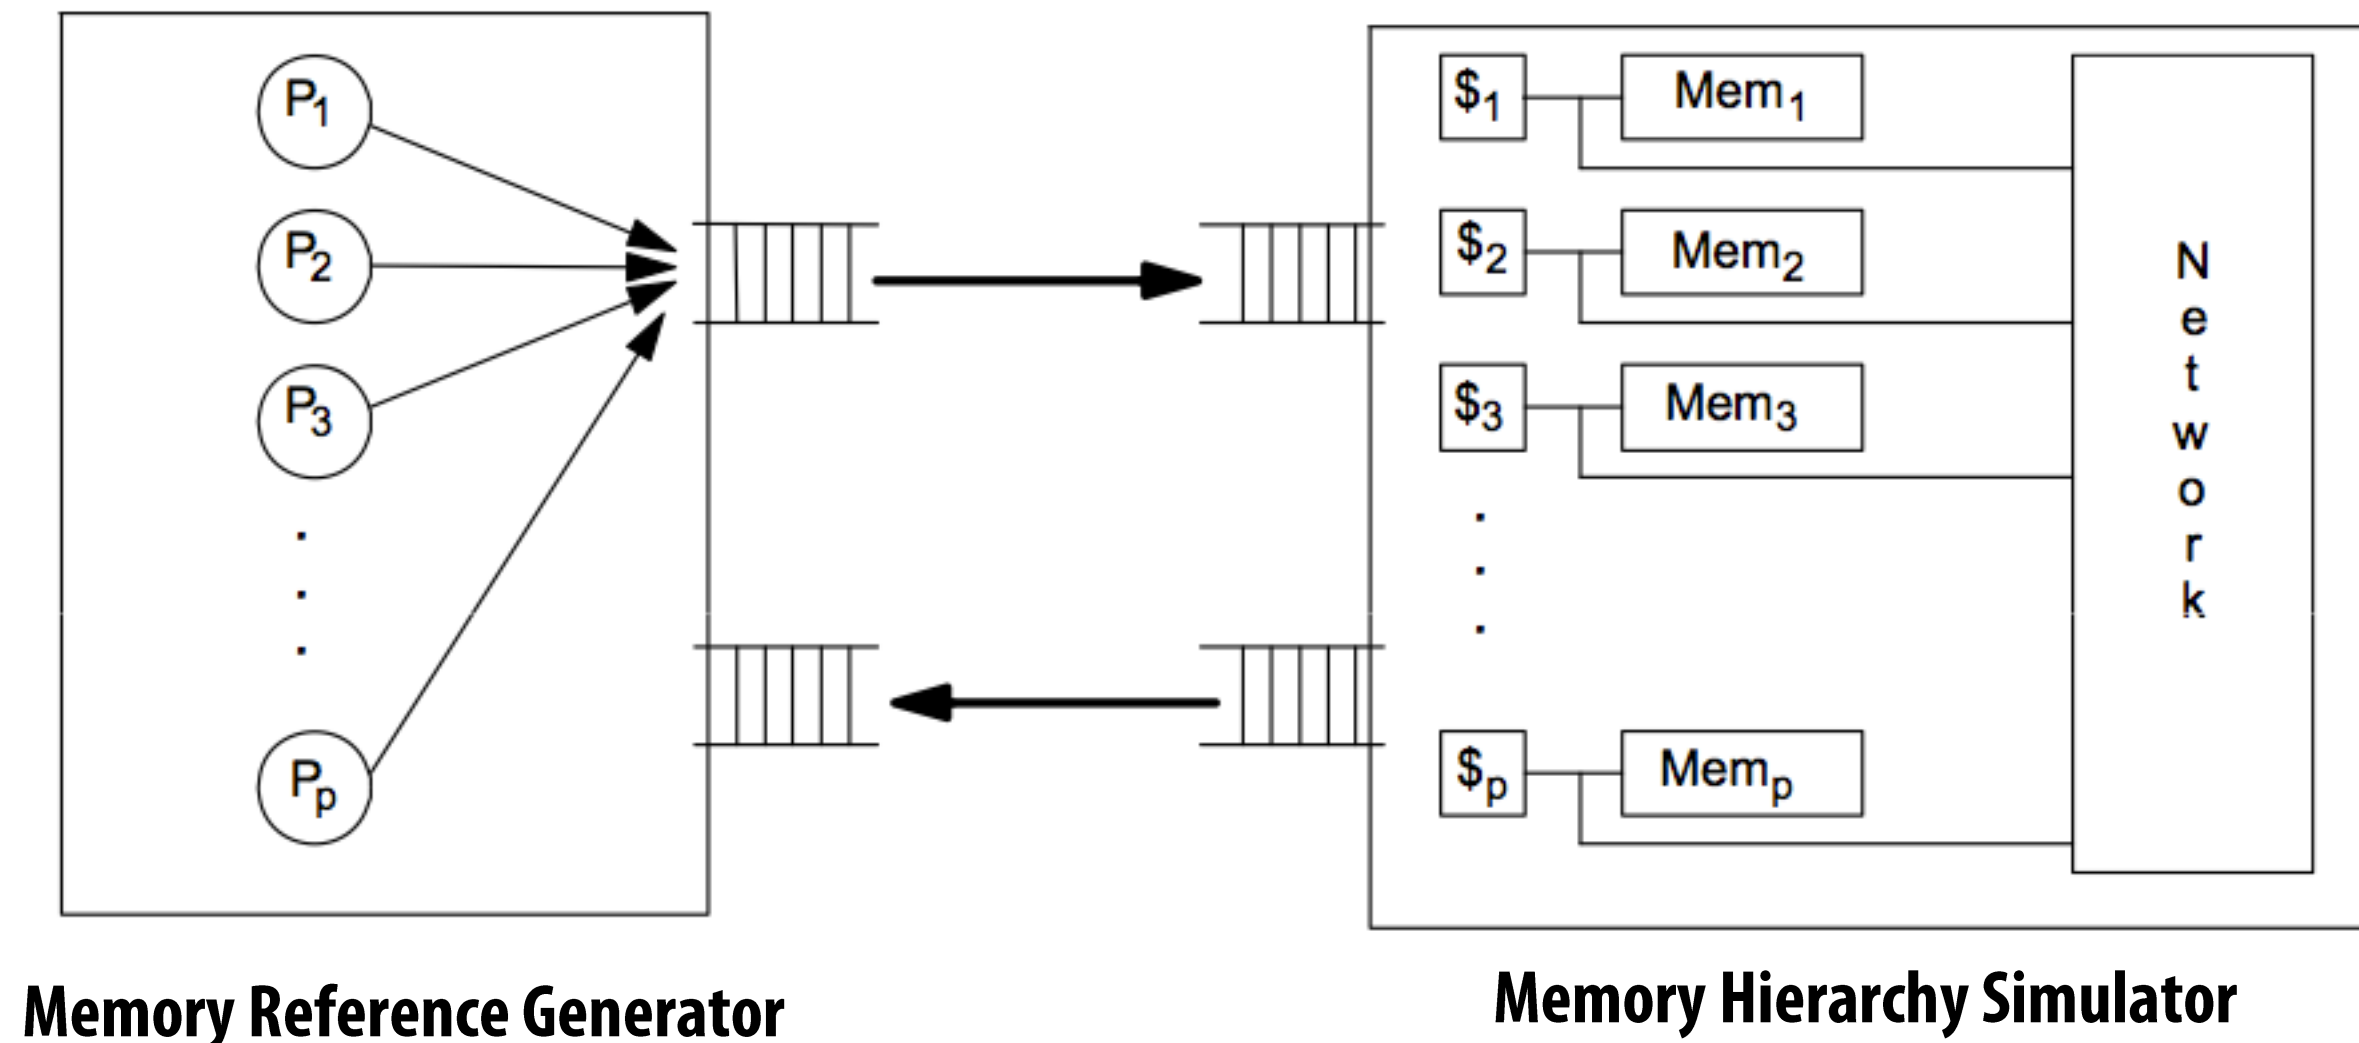 P1
P2
P3
Pp
$1
Mem1
$2
Mem2
$3
Mem3
$p
Memp
Network
Memory Reference Generator
Memory Hierarchy Simulator